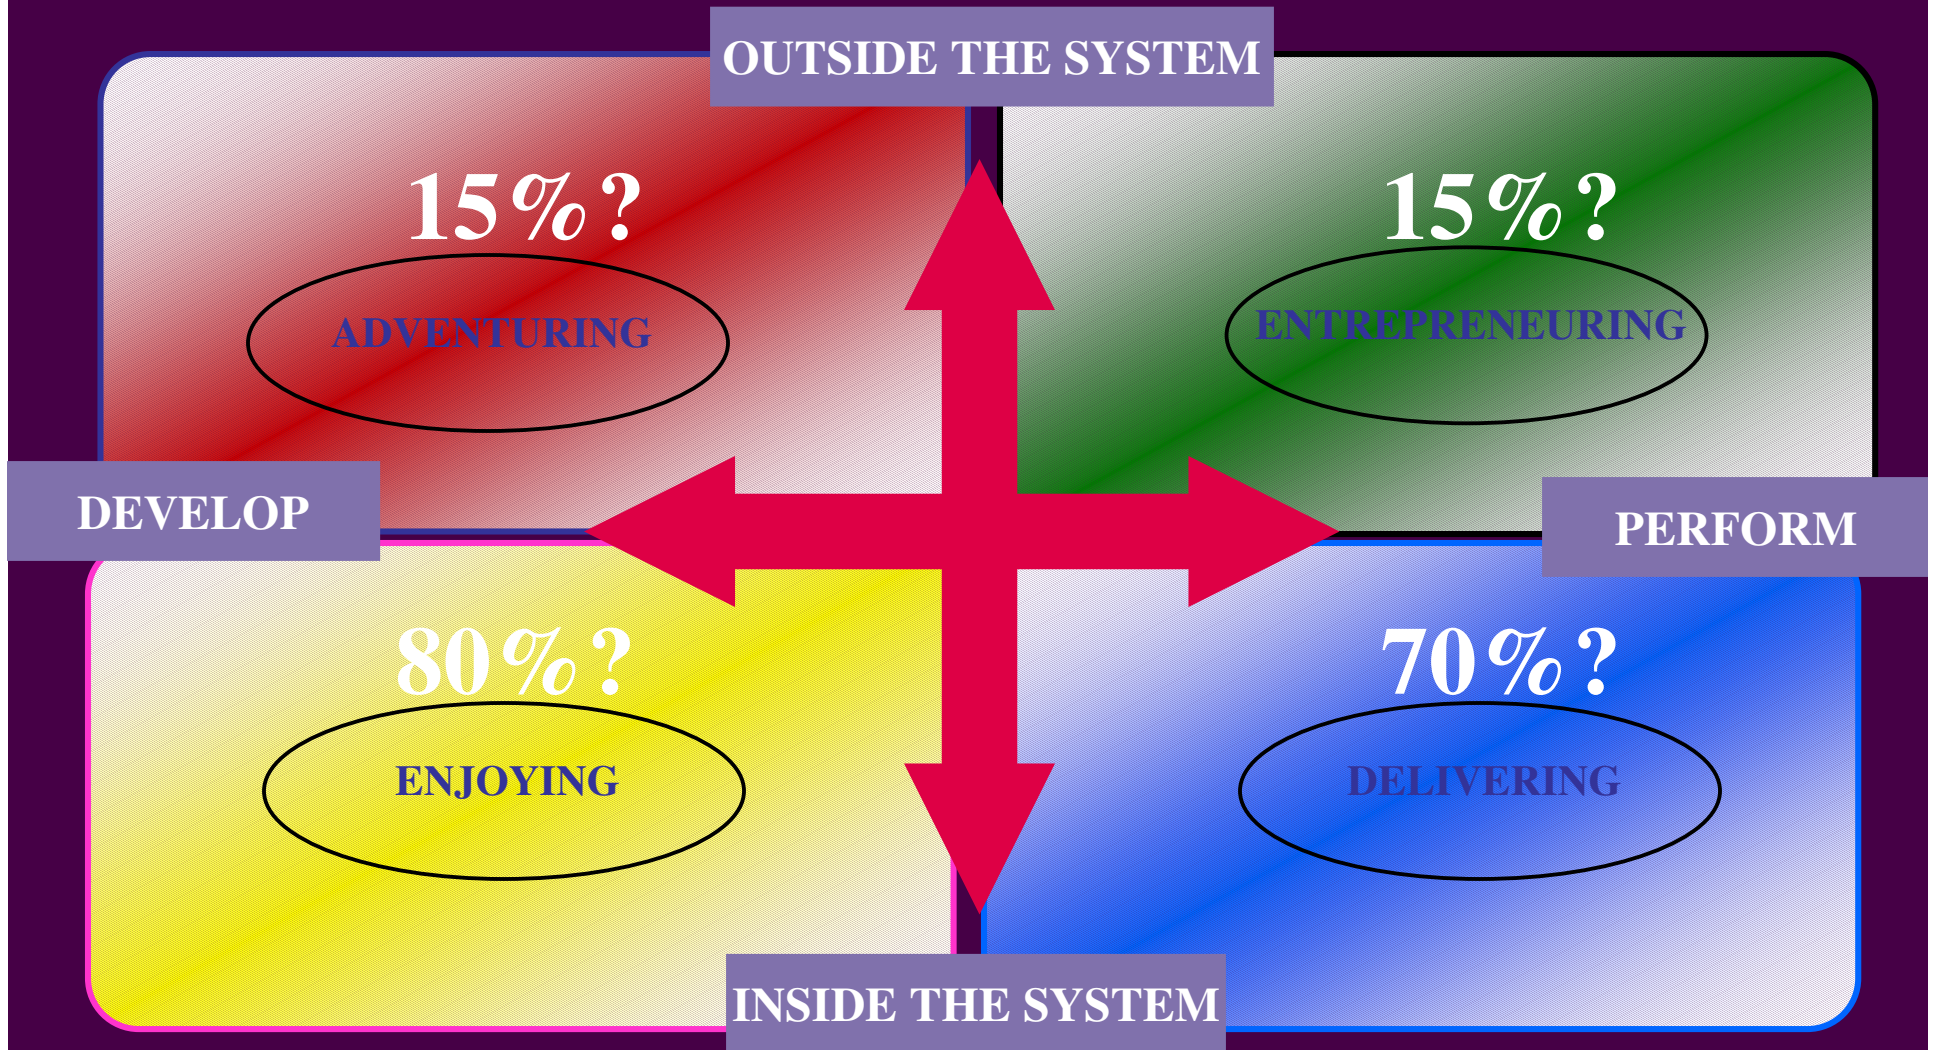 OUTSIDE THE SYSTEM
15%?
15%?
ADVENTURING
ENTREPRENEURING
DEVELOP
PERFORM
80%?
70%?
ENJOYING
DELIVERING
INSIDE THE SYSTEM